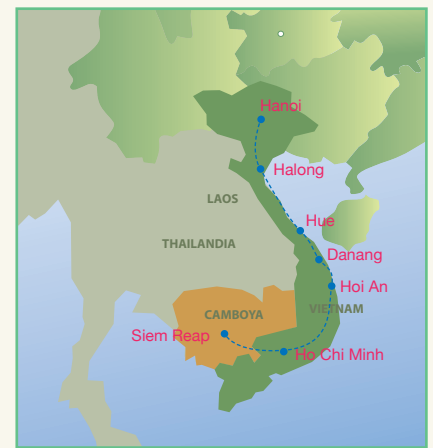 Hanoi
Halong
LAOS
Hue
THAILANDIA
Danang
Hoi An
CAMBOYA
VIETNAM
Siem Reap
Ho Chi Minh